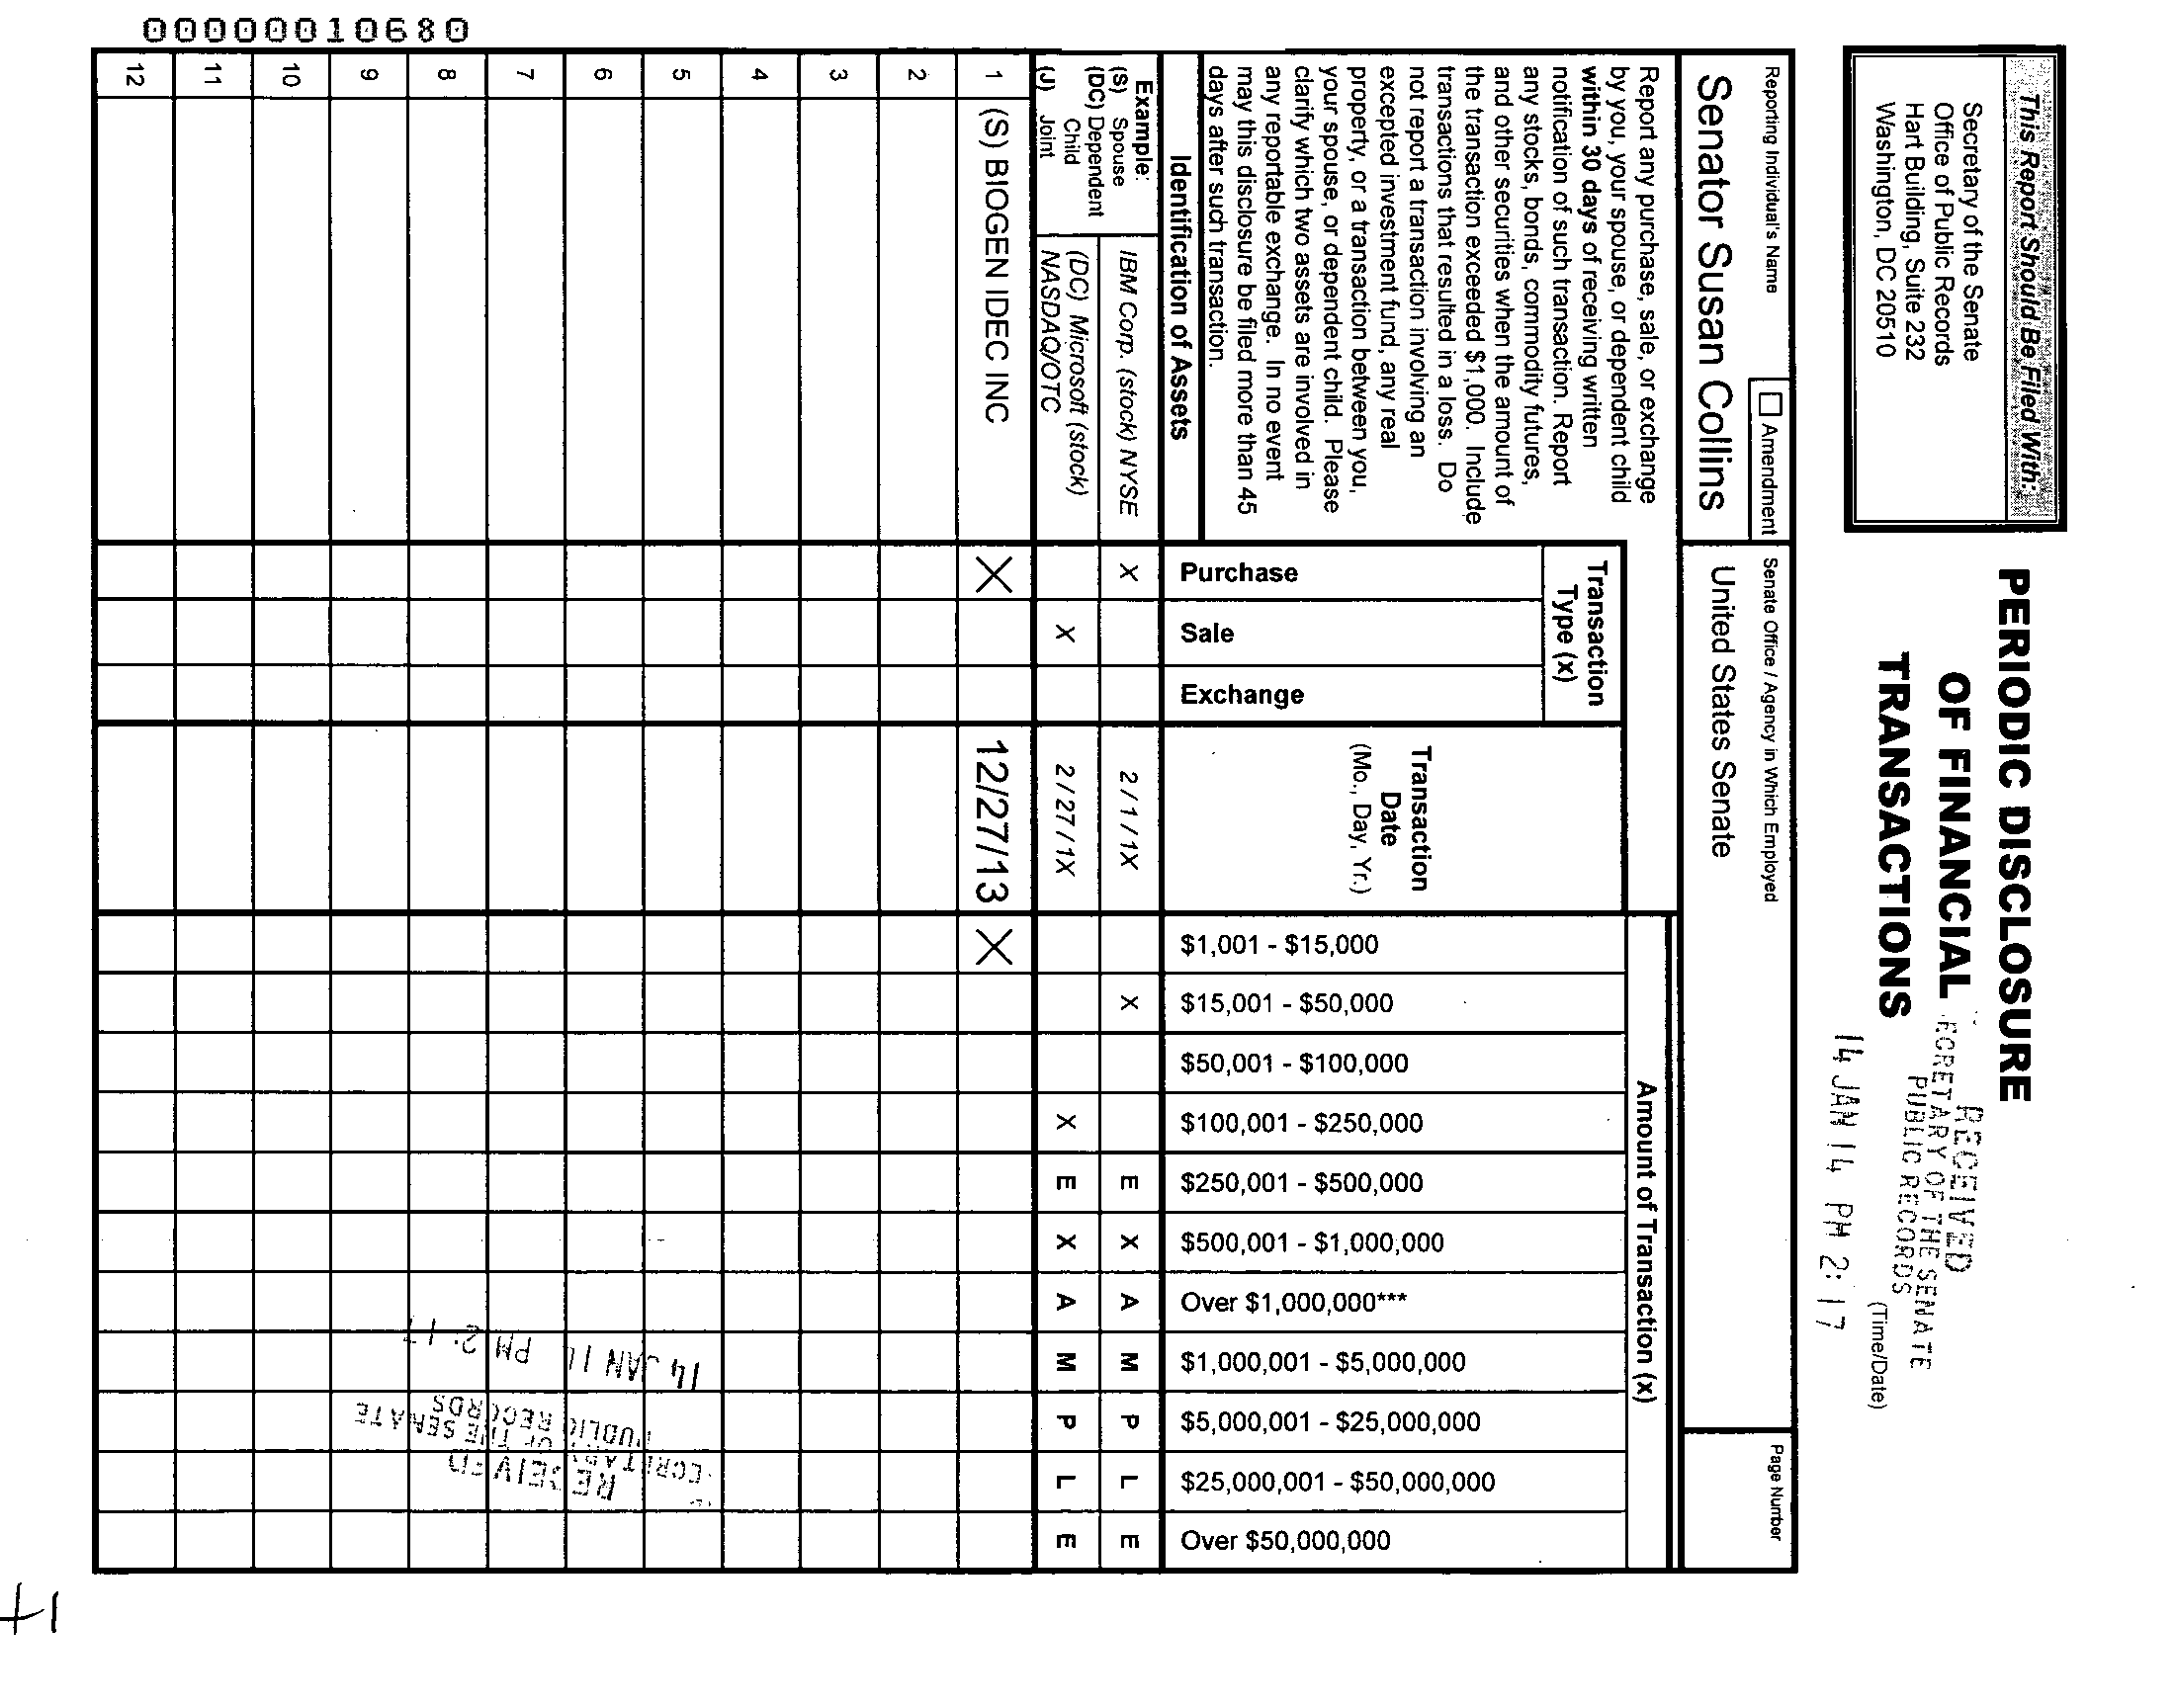 00000010680
This Report Should Be Filed With:
Secretary of the Senate
Office of Public Records
Hart Building, Suite 232
Washington, DC 20510
PERIODIC DISCLOSURE
OF FINANCIAL
TRANSACTIONS
RECEIVED
ECRETARY OF THE SENATE
PUBLIC RECORDS
14 JAN 14 PM 2:17
(Time/Date)
Reporting Individual's Name
☐ Amendment
Senator Susan Collins
Senate Office / Agency in Which Employed
United States Senate
Page Number
Report any purchase, sale, or exchange
by you, your spouse, or dependent child
within 30 days of receiving written
notification of such transaction. Report
any stocks, bonds, commodity futures,
and other securities when the amount of
the transaction exceeded $1,000. Include
transactions that resulted in a loss. Do
not report a transaction involving an
excepted investment fund, any real
property, or a transaction between you,
your spouse, or dependent child. Please
clarify which two assets are involved in
any reportable exchange. In no event
may this disclosure be filed more than 45
days after such transaction.
Identification of Assets
Transaction
Type (x)
Purchase
Sale
Exchange
Transaction
Date
(Mo., Day, Yr.)
Amount of Transaction (x)
$1,001 - $15,000
$15,001 - $50,000
$50,001 - $100,000
$100,001 - $250,000
$250,001 - $500,000
$500,001 - $1,000,000
Over $1,000,000***
$1,000,001 - $5,000,000
$5,000,001 - $25,000,000
$25,000,001 - $50,000,000
Over $50,000,000
Example:
(S) Spouse
(DC) Dependent
Child
(J) Joint
IBM Corp. (stock) NYSE X 2/1/1X X E X A M P L E
(DC) Microsoft (stock)
NASDAQ/OTC X 2/27/1X X E X A M P L E
1 (S) BIOGEN IDEC INC X 12/27/13 X
2
3
4
5
6
7
8
9
10
11
12
RECEIVED
OF THE SENATE
PUBLIC RECORDS
14 JAN 14 PM 2:17